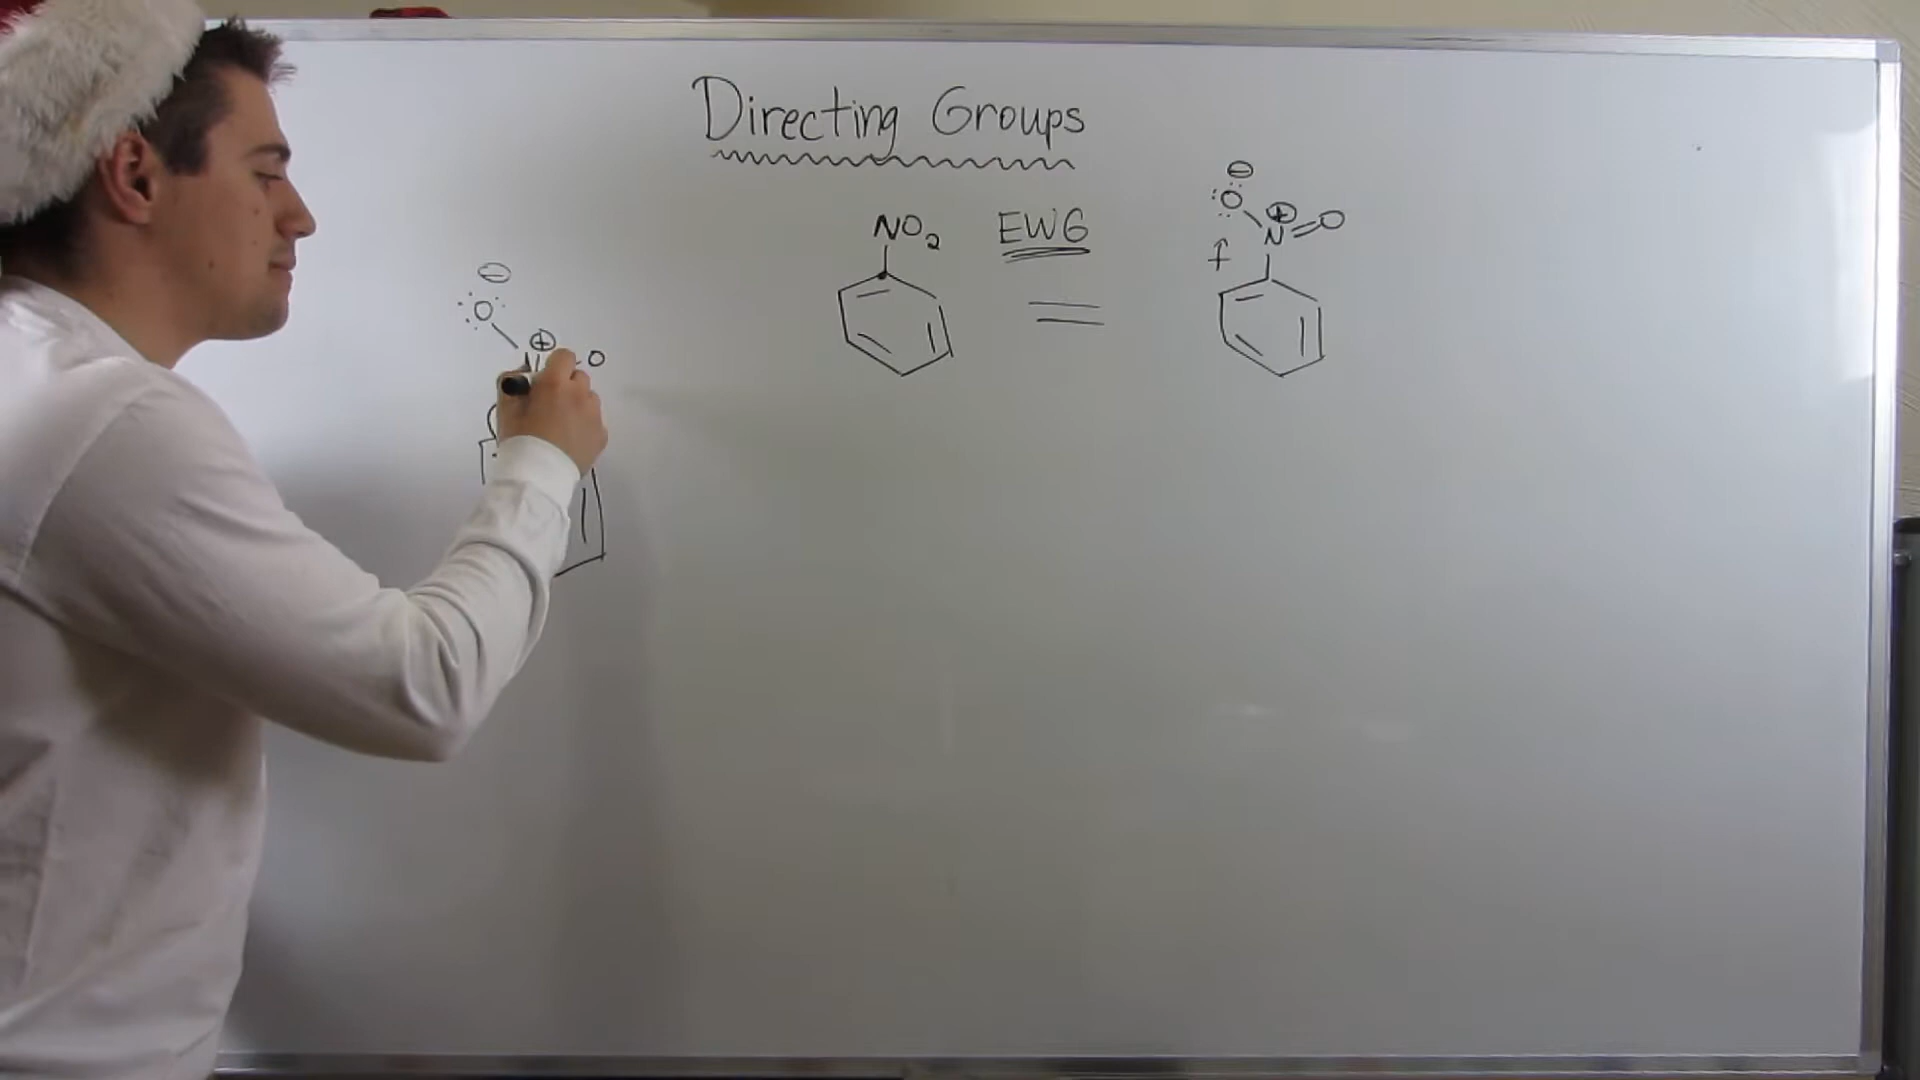 Directing Groups
NO2 EWG
⊖
:O:
⊕
N
O
⊖
:O:
⊕
O